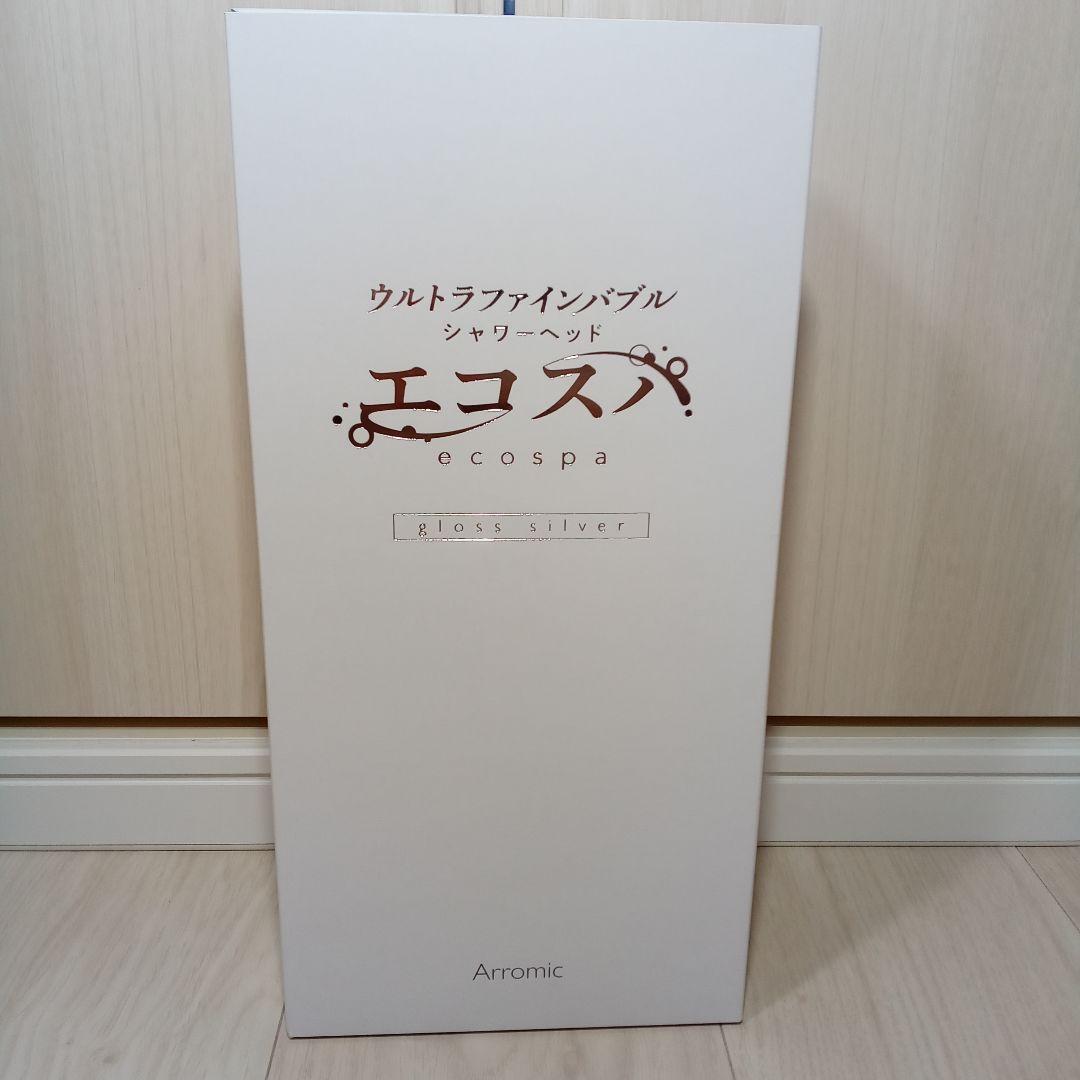 ウルトラファインバブル
シャワーヘッド
エコスパ
ecospa
gloss silver
Arromic